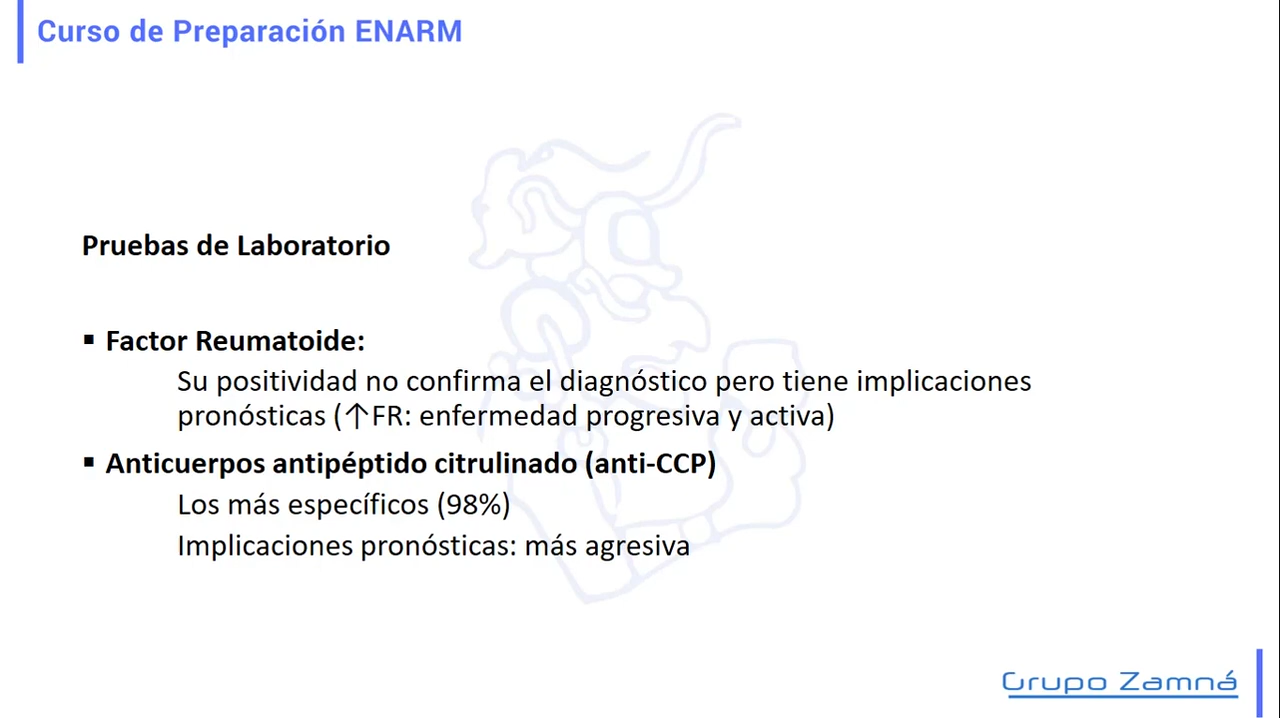 Curso de Preparación ENARM
Pruebas de Laboratorio
▪ Factor Reumatoide:
Su positividad no confirma el diagnóstico pero tiene implicaciones
pronósticas (↑FR: enfermedad progresiva y activa)
▪ Anticuerpos antipéptido citrulinado (anti-CCP)
Los más específicos (98%)
Implicaciones pronósticas: más agresiva
Grupo Zamná